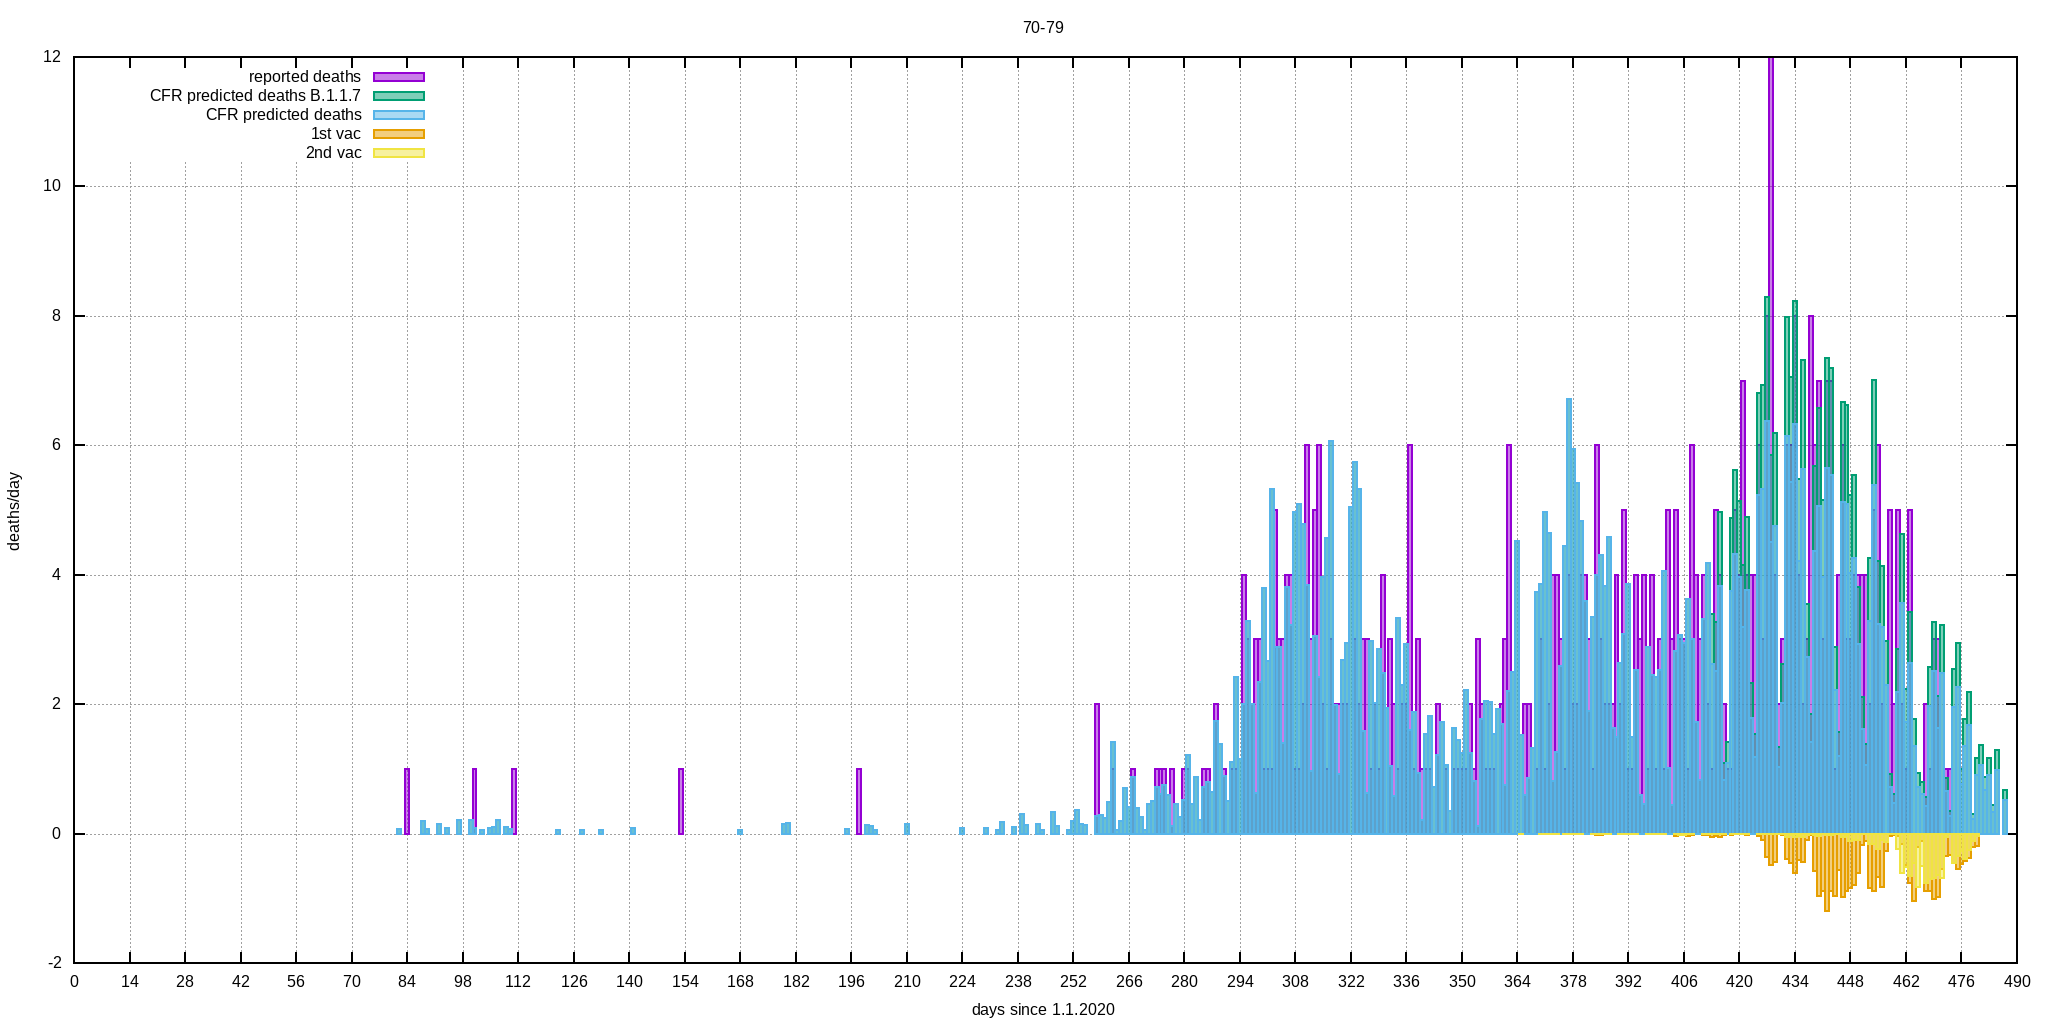 70-79
reported deaths
CFR predicted deaths B.1.1.7
CFR predicted deaths
1st vac
2nd vac
12
10
8
6
4
2
0
-2
deaths/day
0 14 28 42 56 70 84 98 112 126 140 154 168 182 196 210 224 238 252 266 280 294 308 322 336 350 364 378 392 406 420 434 448 462 476 490
days since 1.1.2020